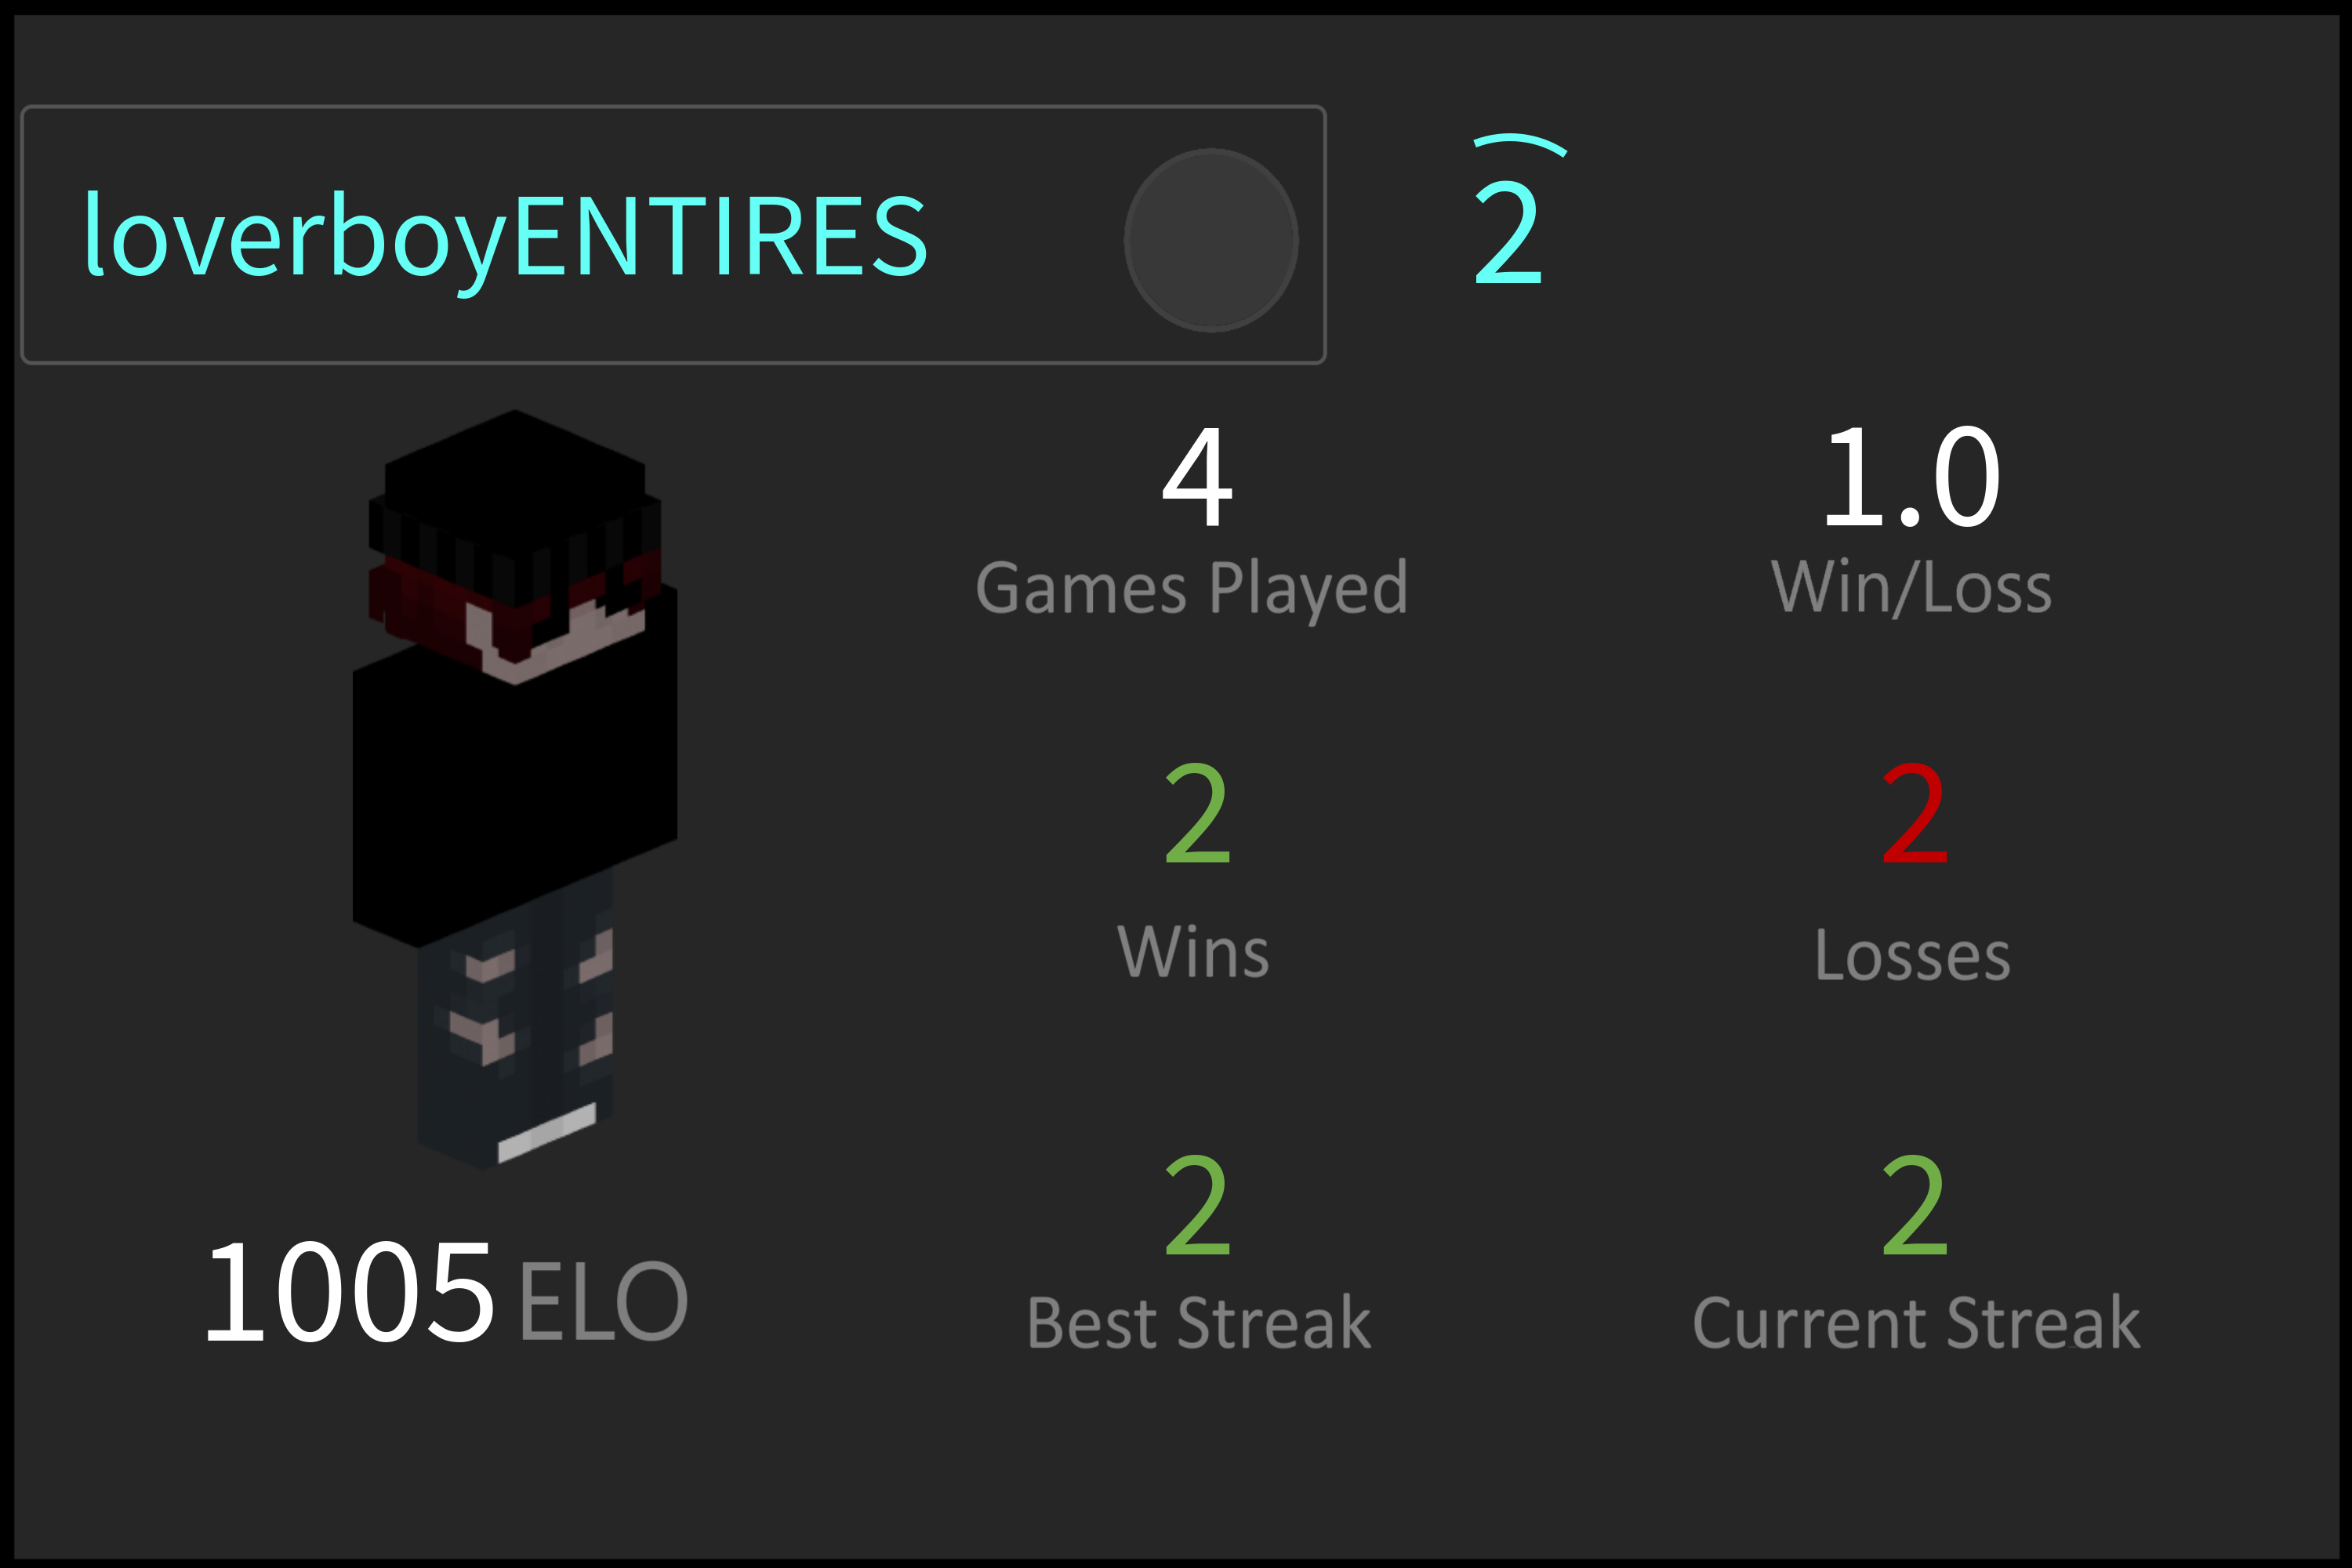 loverboyENTIRES
2
4
Games Played
1.0
Win/Loss
2
Wins
2
Losses
1005 ELO
2
Best Streak
2
Current Streak